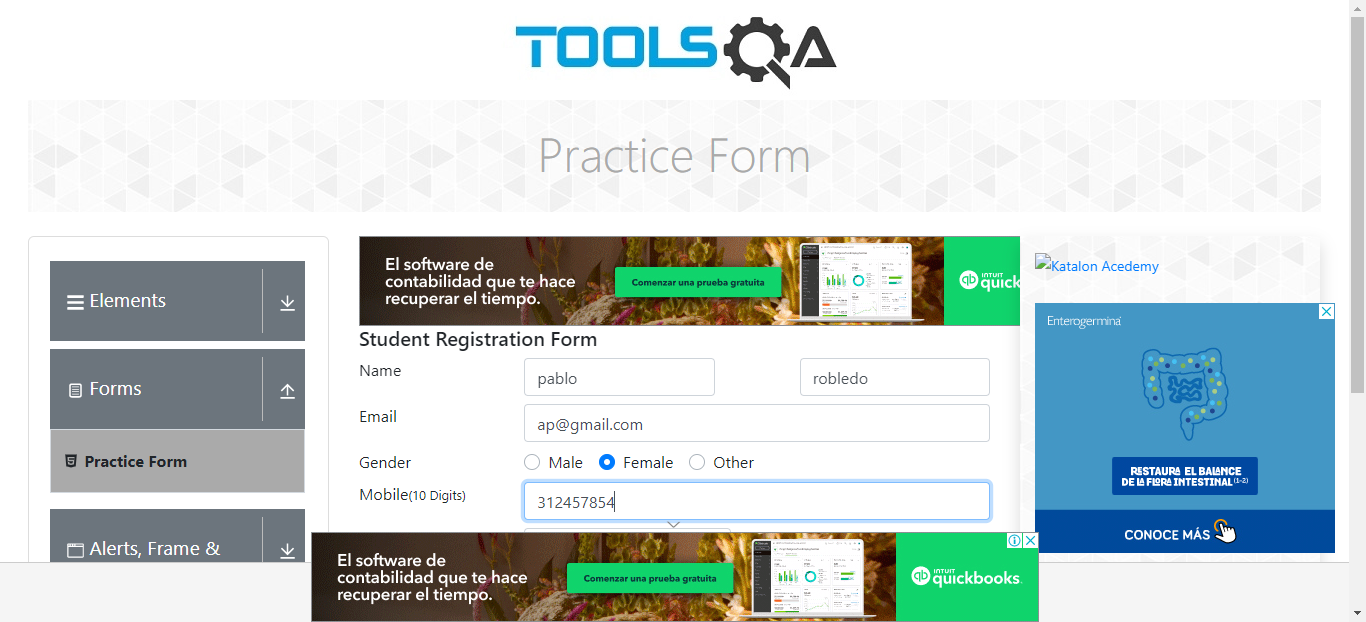 TOOLSQA
Practice Form
Elements
Forms
Practice Form
Alerts, Frame &
El software de
contabilidad que te hace
recuperar el tiempo.
Comenzar una prueba gratuita
qb INTUIT
quick
Student Registration Form
Name
pablo
robledo
Email
ap@gmail.com
Gender
Male
Female
Other
Mobile(10 Digits)
312457854
Katalon Acedemy
Enterogermina
RESTAURA EL BALANCE
DE LA FLORA INTESTINAL (1-2)
CONOCE MÁS
El software de
contabilidad que te hace
recuperar el tiempo.
Comenzar una prueba gratuita
qb INTUIT
quickbooks.